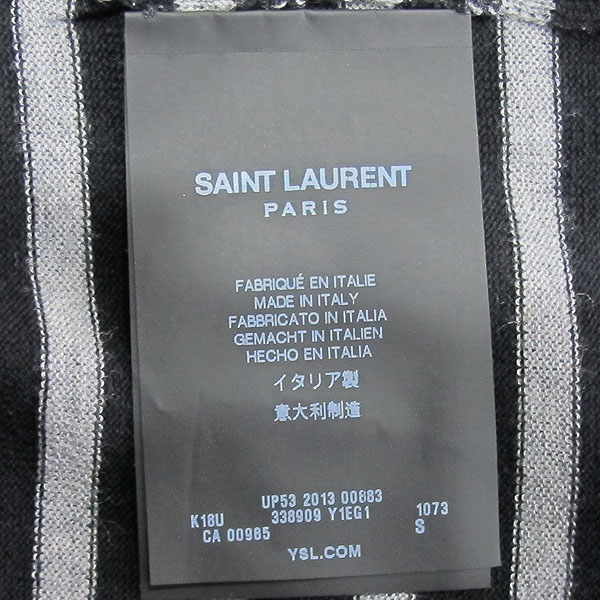 SAINT LAURENT
PARIS
FABRIQUÉ EN ITALIE
MADE IN ITALY
FABBRICATO IN ITALIA
GEMACHT IN ITALIEN
HECHO EN ITALIA
イタリア製
意大利制造
UP53 2013 00883
K18U 338909 Y1EG1 1073
CA 00985 S
YSL.COM